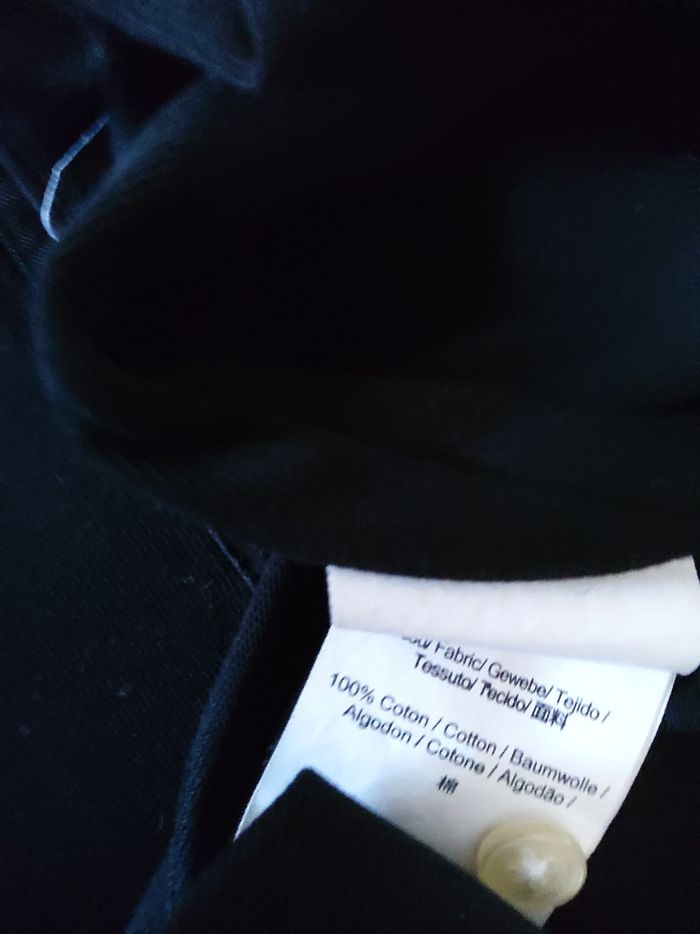 Fabric/ Gewebe/ Tejido/
Tessuto/ Tecido/ 面料
100% Coton / Cotton / Baumwolle /
Algodon / Cotone / Algodão /
棉